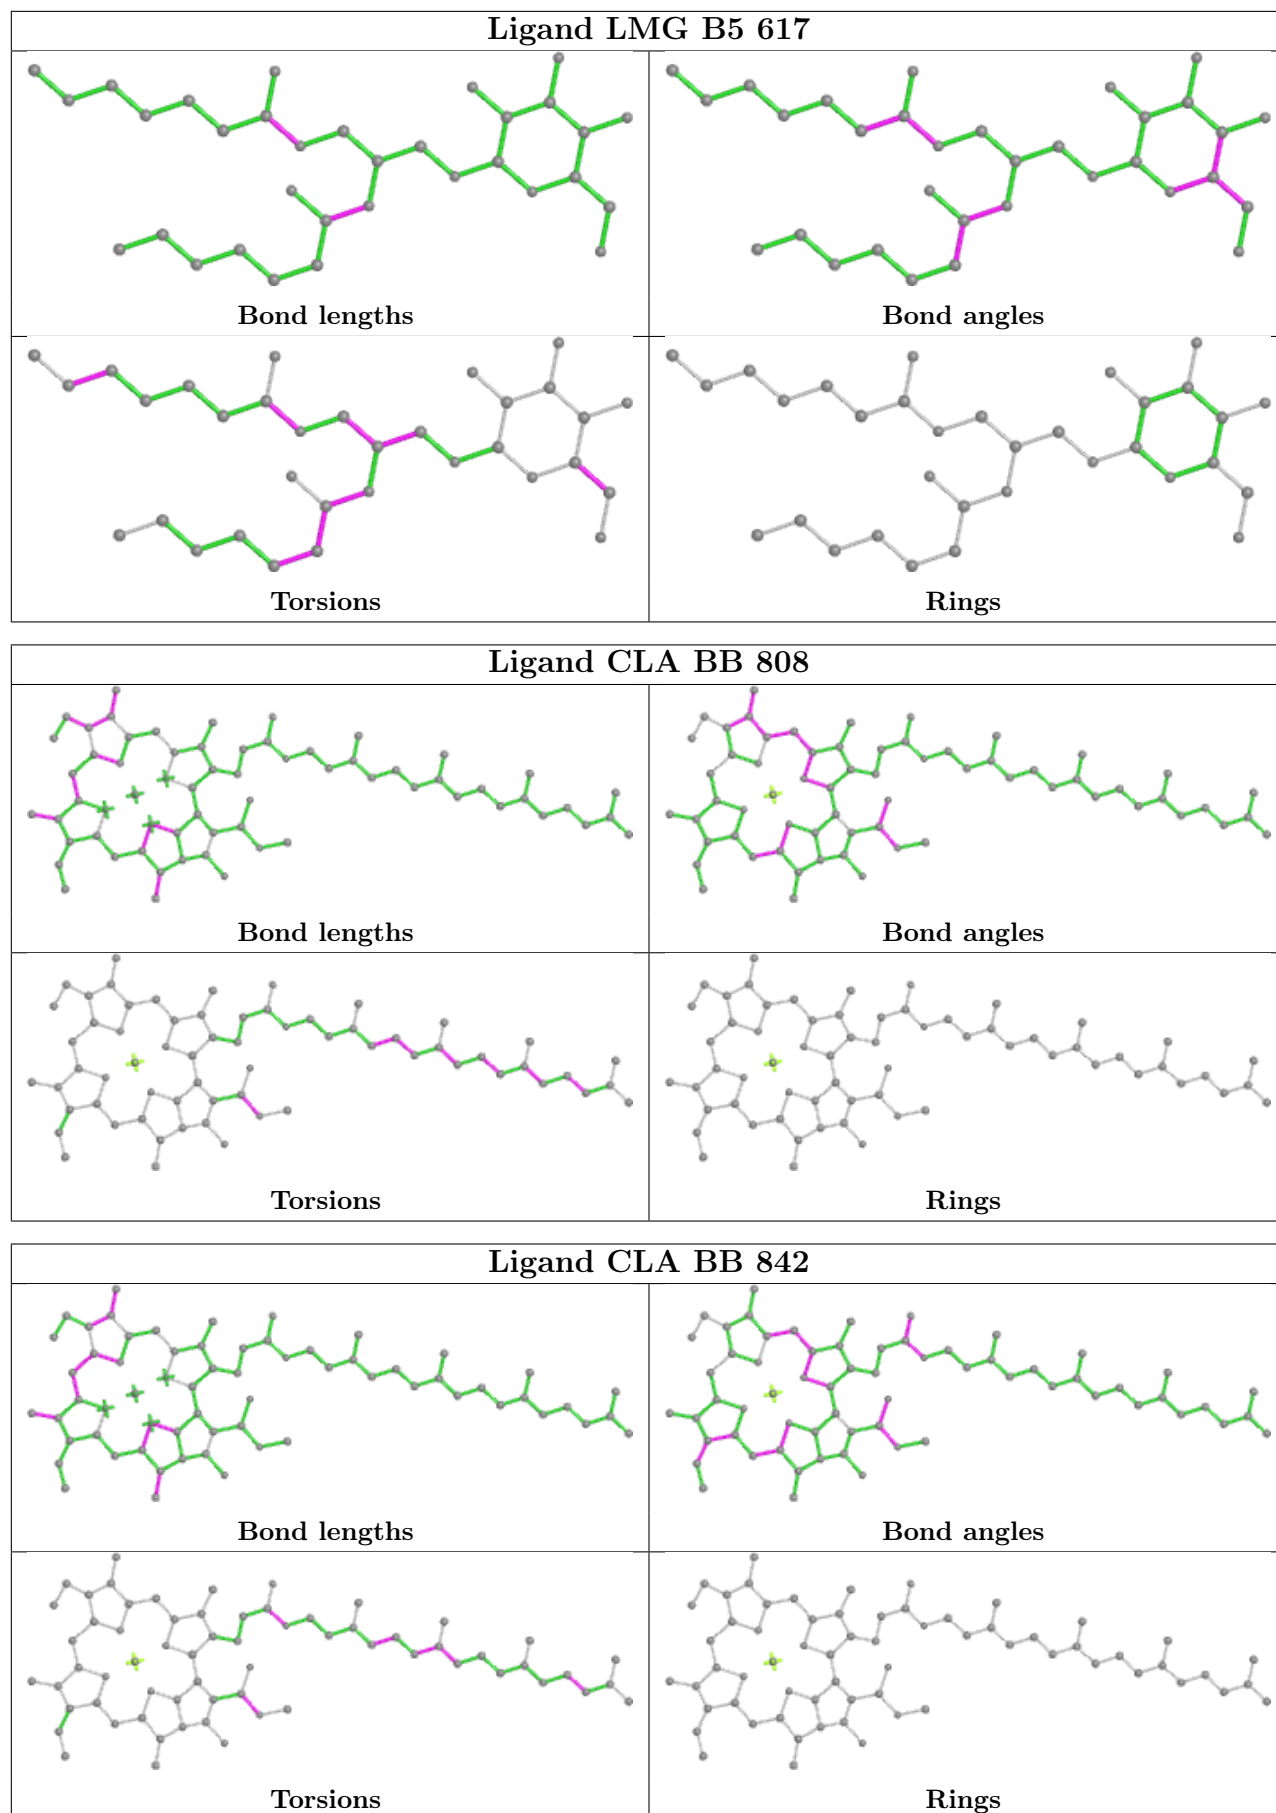 Ligand LMG B5 617
Bond lengths
Bond angles
Torsions
Rings
Ligand CLA BB 808
Bond lengths
Bond angles
Torsions
Rings
Ligand CLA BB 842
Bond lengths
Bond angles
Torsions
Rings